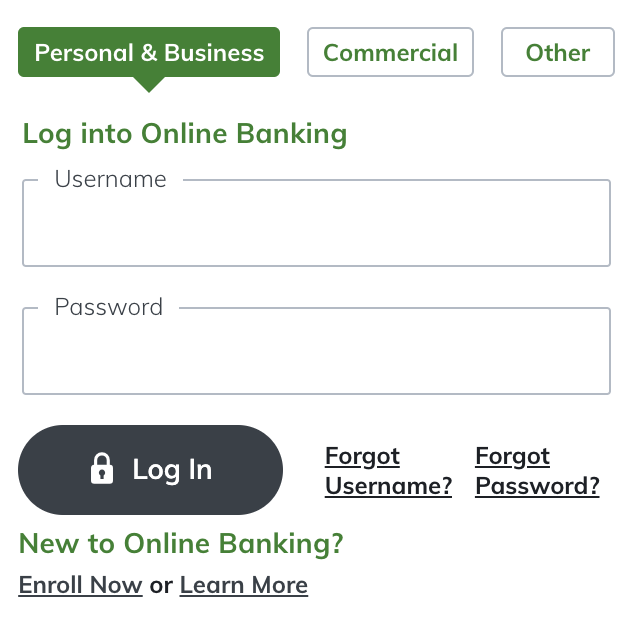 Personal & Business
Commercial
Other
Log into Online Banking
Username
Password
Log In
Forgot Username?
Forgot Password?
New to Online Banking?
Enroll Now or Learn More